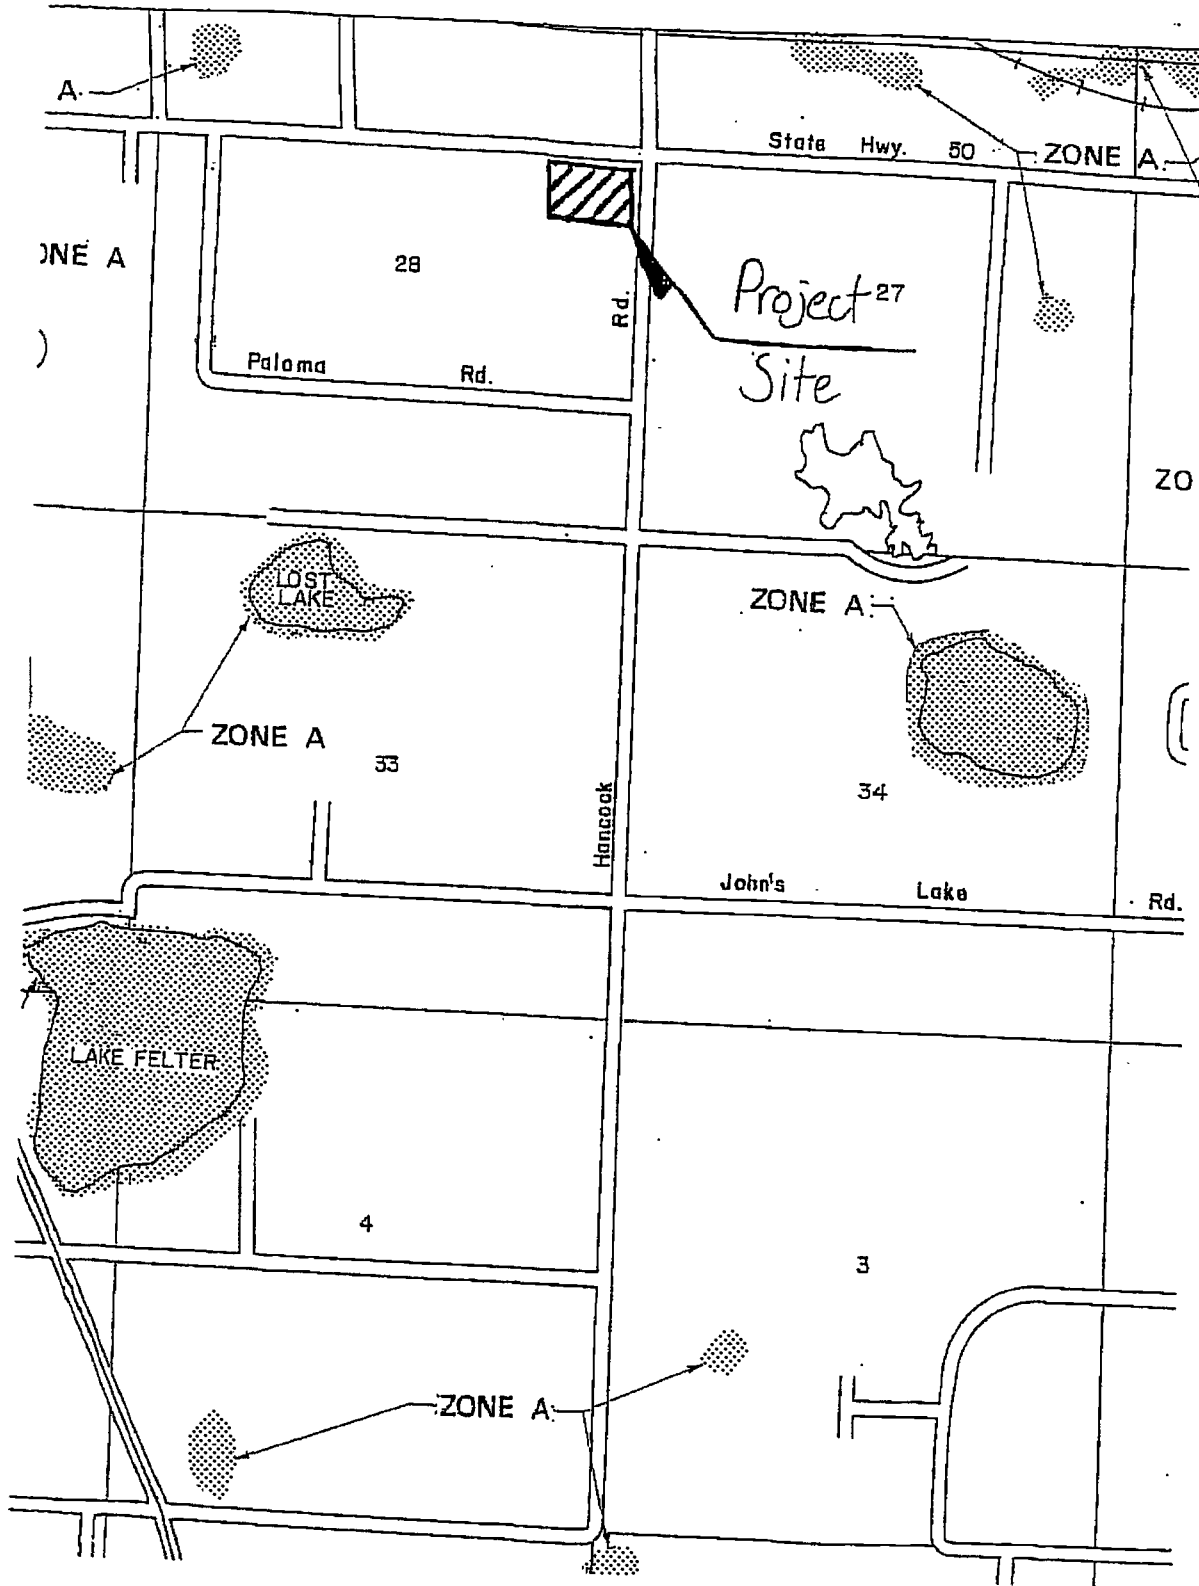 A
State Hwy. 50
ZONE A
ONE A
28
Rd.
Project
27
Site
Paloma Rd.
ZO
LOST
LAKE
ZONE A
ZONE A
33
34
Hancock
John's Lake Rd.
LAKE FELTER
4
3
ZONE A